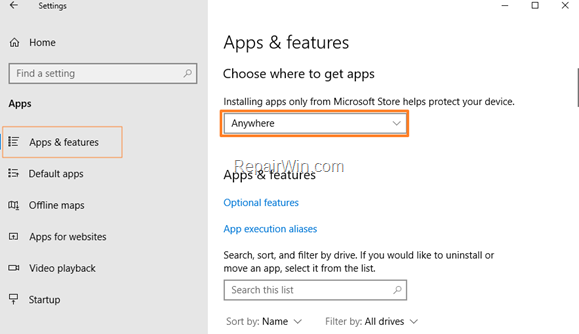 Settings
Home
Find a setting
Apps
Apps & features
Default apps
Offline maps
Apps for websites
Video playback
Startup
Apps & features
Choose where to get apps
Installing apps only from Microsoft Store helps protect your device.
Anywhere
RepairWin.com
Apps & features
Optional features
App execution aliases
Search, sort, and filter by drive. If you would like to uninstall or
move an app, select it from the list.
Search this list
Sort by: Name Filter by: All drives